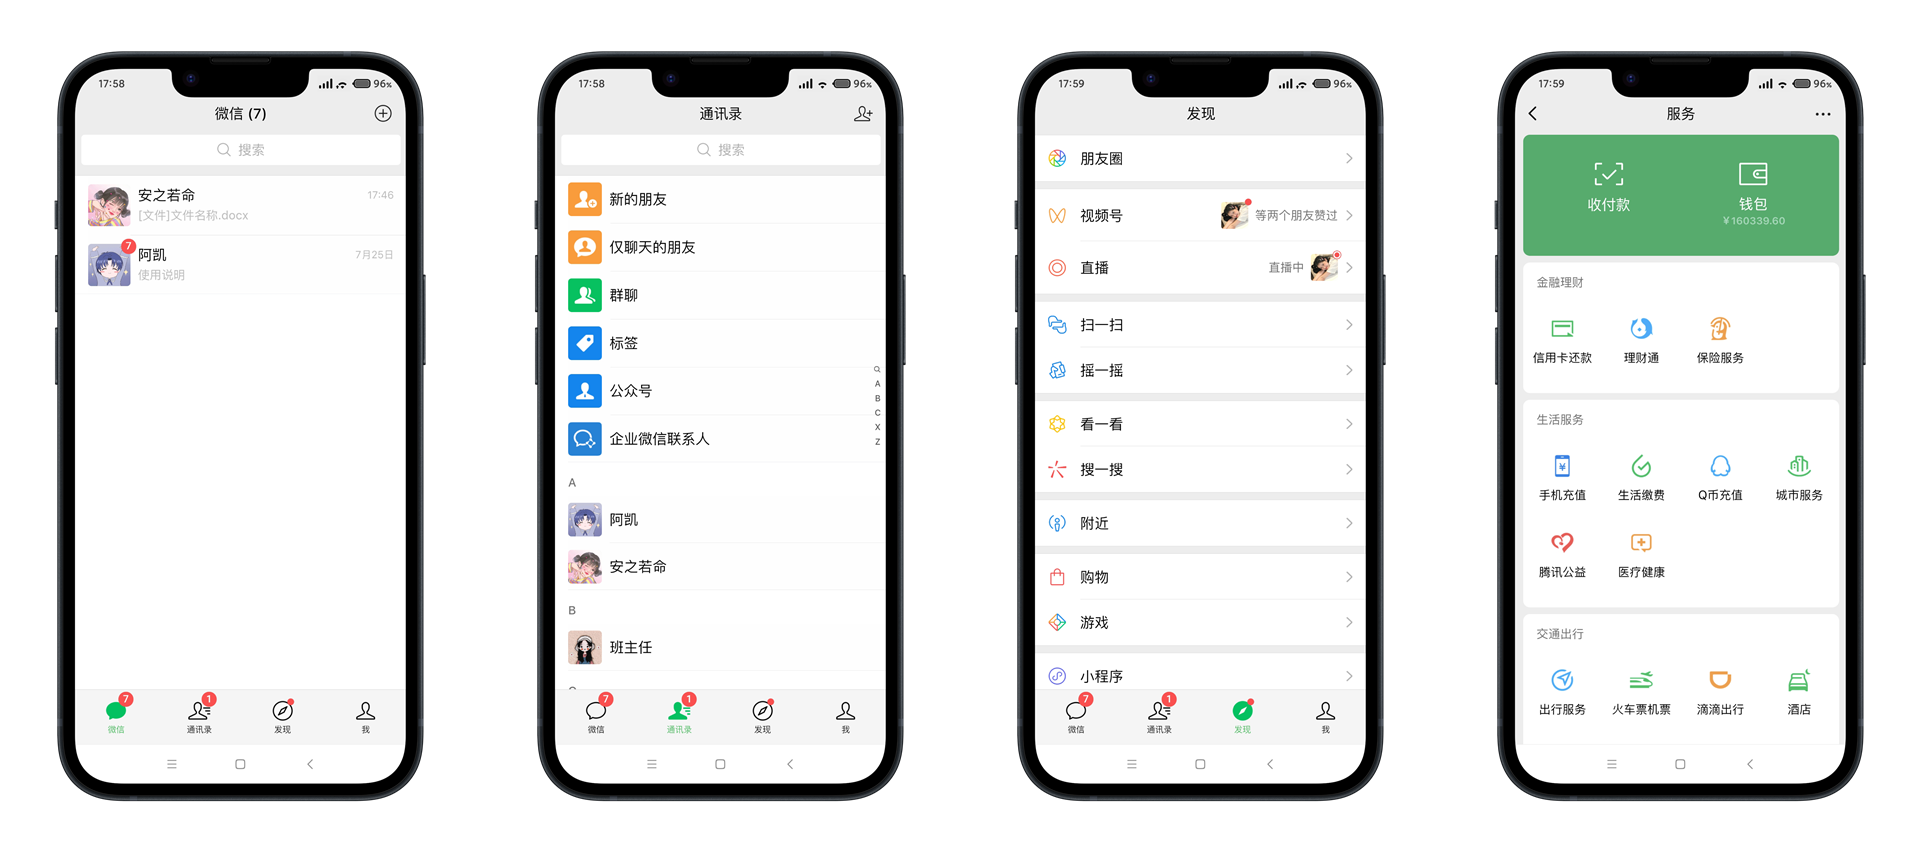 17:58
96%
微信 (7)
搜索
安之若命
17:46
[文件]文件名称.docx
7
阿凯
7月25日
使用说明
7
1
微信
通讯录
发现
我
17:58
96%
通讯录
搜索
新的朋友
仅聊天的朋友
群聊
标签
公众号
企业微信联系人
A
B
C
X
Z
A
阿凯
安之若命
B
班主任
7
1
微信
通讯录
发现
我
17:59
96%
发现
朋友圈
视频号
等两个朋友赞过
直播
直播中
扫一扫
摇一摇
看一看
搜一搜
附近
购物
游戏
小程序
7
1
微信
通讯录
发现
我
17:59
96%
服务
收付款
钱包
¥160339.60
金融理财
信用卡还款
理财通
保险服务
生活服务
手机充值
生活缴费
Q币充值
城市服务
腾讯公益
医疗健康
交通出行
出行服务
火车票机票
滴滴出行
酒店